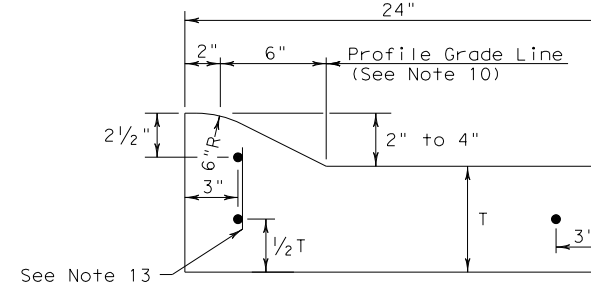 24"
2" 6" Profile Grade Line
(See Note 10)
2½" 6"R 2" to 4"
3"
½T T 3"
See Note 13